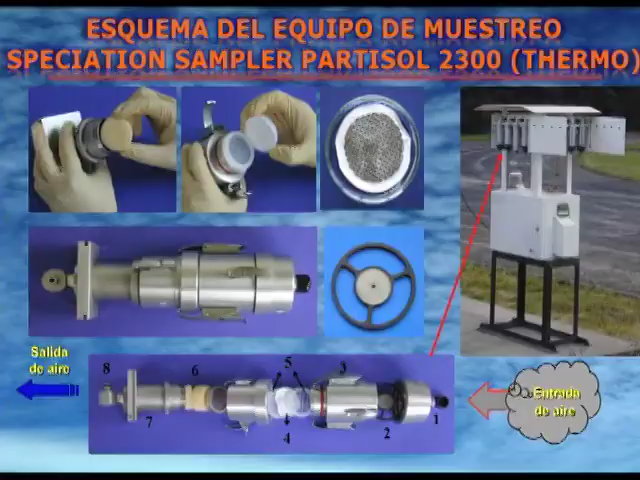 ESQUEMA DEL EQUIPO DE MUESTREO
SPECIATION SAMPLER PARTISOL 2300 (THERMO)
Salida
de aire
8
6
5
3
7
4
2
1
Entrada
de aire